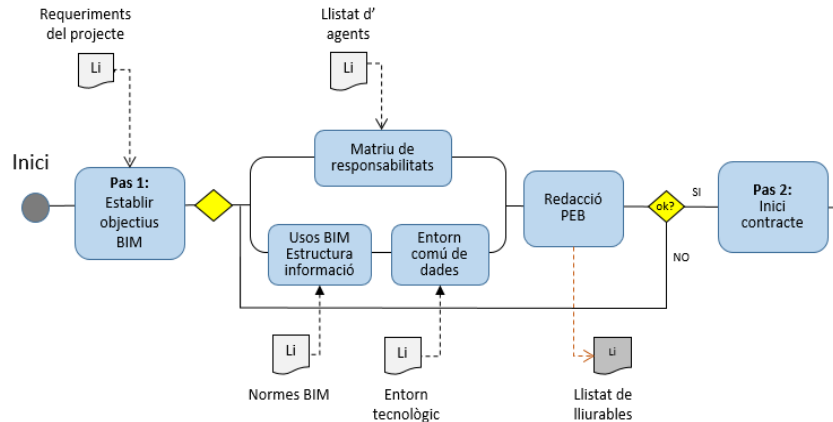 Requeriments
del projecte
Li
Llistat d’
agents
Li
Inici
Pas 1:
Establir
objectius
BIM
Matriu de
responsabilitats
Usos BIM
Estructura
informació
Entorn
comú de
dades
Redacció
PEB
ok?
SI
NO
Pas 2:
Inici
contracte
Li
Normes BIM
Li
Entorn
tecnològic
Li
Llistat de
lliurables